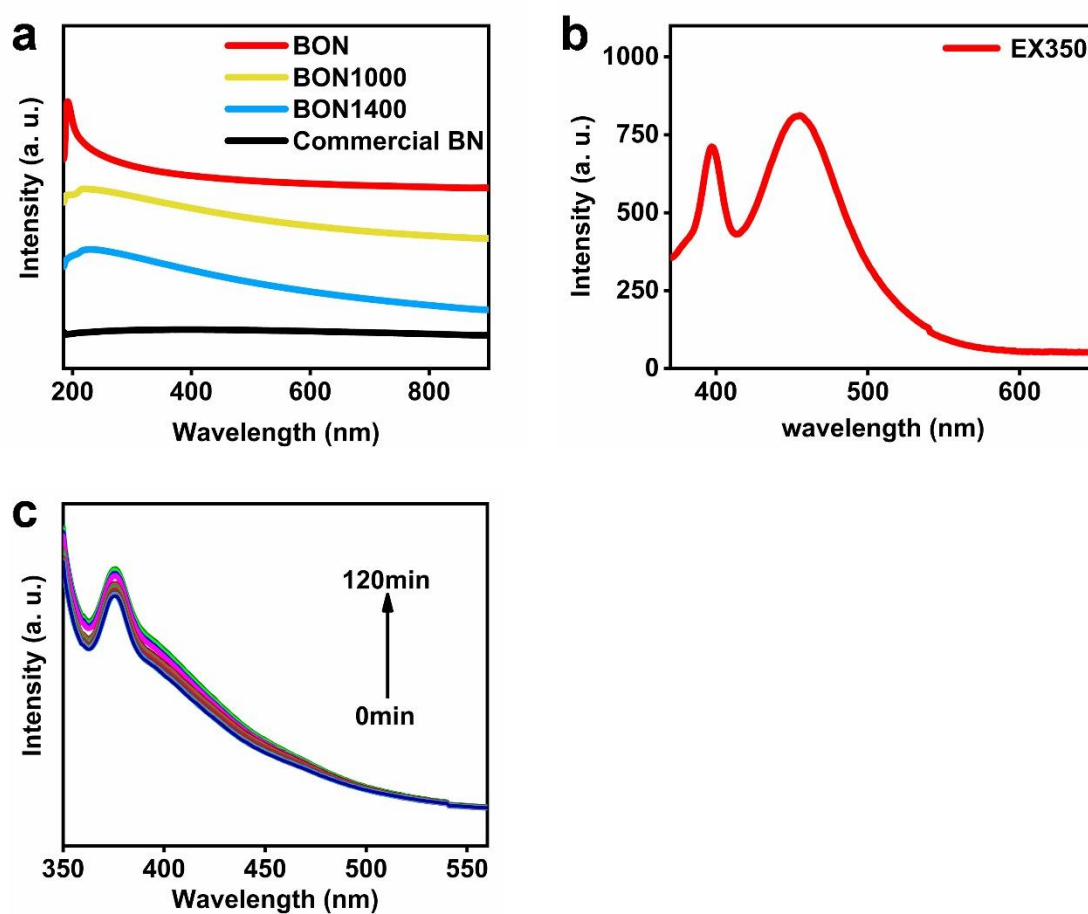 a
BON
BON1000
BON1400
Commercial BN
Intensity (a. u.)
200 400 600 800
Wavelength (nm)
b
EX350
1000
750
500
250
0
Intensity (a. u.)
400 500 600
wavelength (nm)
c
120min
0min
Intensity (a. u.)
350 400 450 500 550
Wavelength (nm)